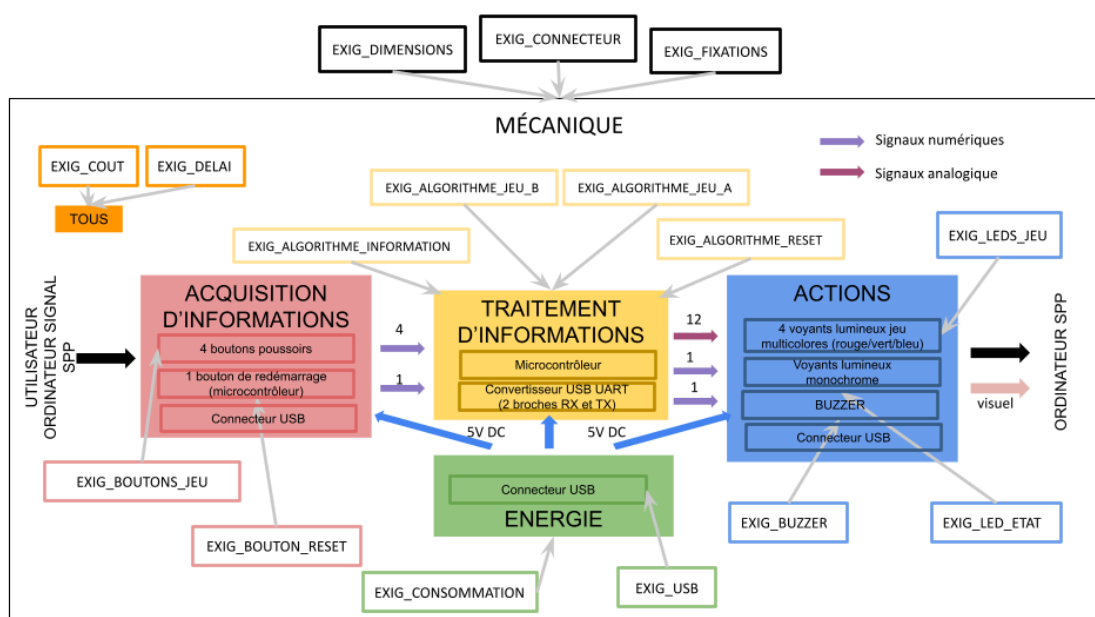 EXIG_DIMENSIONS
EXIG_CONNECTEUR
EXIG_FIXATIONS
MÉCANIQUE
Signaux numériques
Signaux analogique
EXIG_COUT
EXIG_DELAI
TOUS
EXIG_ALGORITHME_JEU_B
EXIG_ALGORITHME_JEU_A
EXIG_ALGORITHME_INFORMATION
EXIG_ALGORITHME_RESET
EXIG_LEDS_JEU
UTILISATEUR
ORDINATEUR SIGNAL
SPP
ACQUISITION
D'INFORMATIONS
4 boutons poussoirs
1 bouton de redémarrage
(microcontrôleur)
Connecteur USB
4
1
TRAITEMENT
D'INFORMATIONS
Microcontrôleur
Convertisseur USB UART
(2 broches RX et TX)
12
1
1
ACTIONS
4 voyants lumineux jeu
multicolores (rouge/vert/bleu)
Voyants lumineux
monochrome
BUZZER
Connecteur USB
visuel
ORDINATEUR SPP
5V DC
5V DC
Connecteur USB
ENERGIE
EXIG_BOUTONS_JEU
EXIG_BOUTON_RESET
EXIG_CONSOMMATION
EXIG_USB
EXIG_BUZZER
EXIG_LED_ETAT